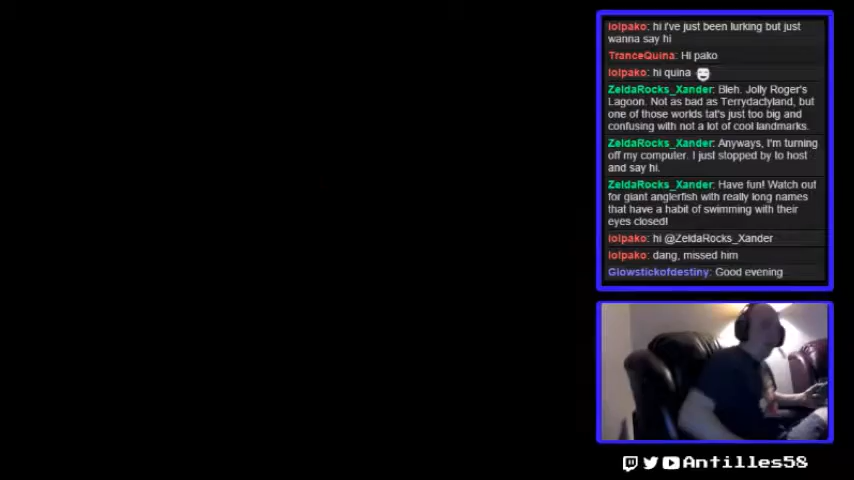 lolpako: hi i've just been lurking but just
wanna say hi
TranceQuina: Hi pako
lolpako: hi quina
ZeldaRocks_Xander: Bleh. Jolly Roger's
Lagoon. Not as bad as Terrydactyland, but
one of those worlds tat's just too big and
confusing with not a lot of cool landmarks.
ZeldaRocks_Xander: Anyways, I'm turning
off my computer. I just stopped by to host
and say hi.
ZeldaRocks_Xander: Have fun! Watch out
for giant anglerfish with really long names
that have a habit of swimming with their
eyes closed!
lolpako: hi @ZeldaRocks_Xander
lolpako: dang, missed him
Glowstickofdestiny: Good evening
Antilles58